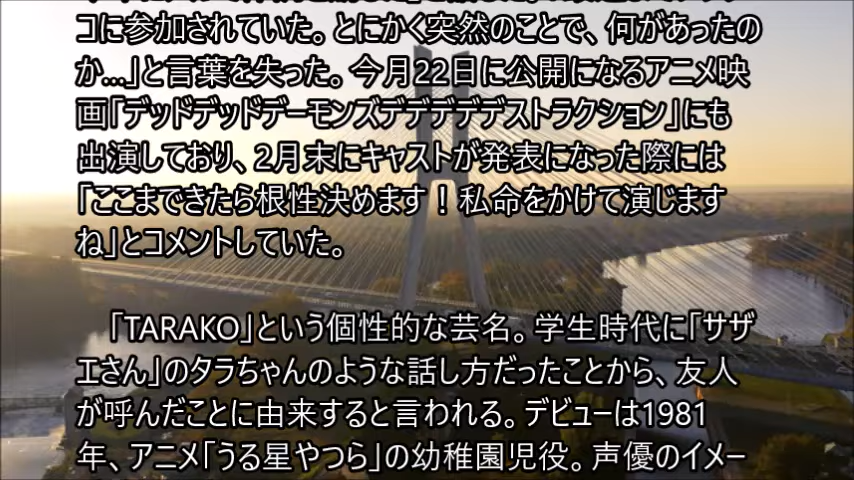 コに参加されていた。とにかく突然のことで、何があったの
か…」と言葉を失った。今月22日に公開になるアニメ映
画「デッドデッドデーモンズデデデデデストラクション」にも
出演しており、2月末にキャストが発表になった際には
「ここまできたら根性決めます！私命をかけて演じます
ね」とコメントしていた。
「TARAKO」という個性的な芸名。学生時代に「サザ
エさん」のタラちゃんのような話し方だったことから、友人
が呼んだことに由来すると言われる。デビューは1981
年、アニメ「うる星やつら」の幼稚園児役。声優のイメー